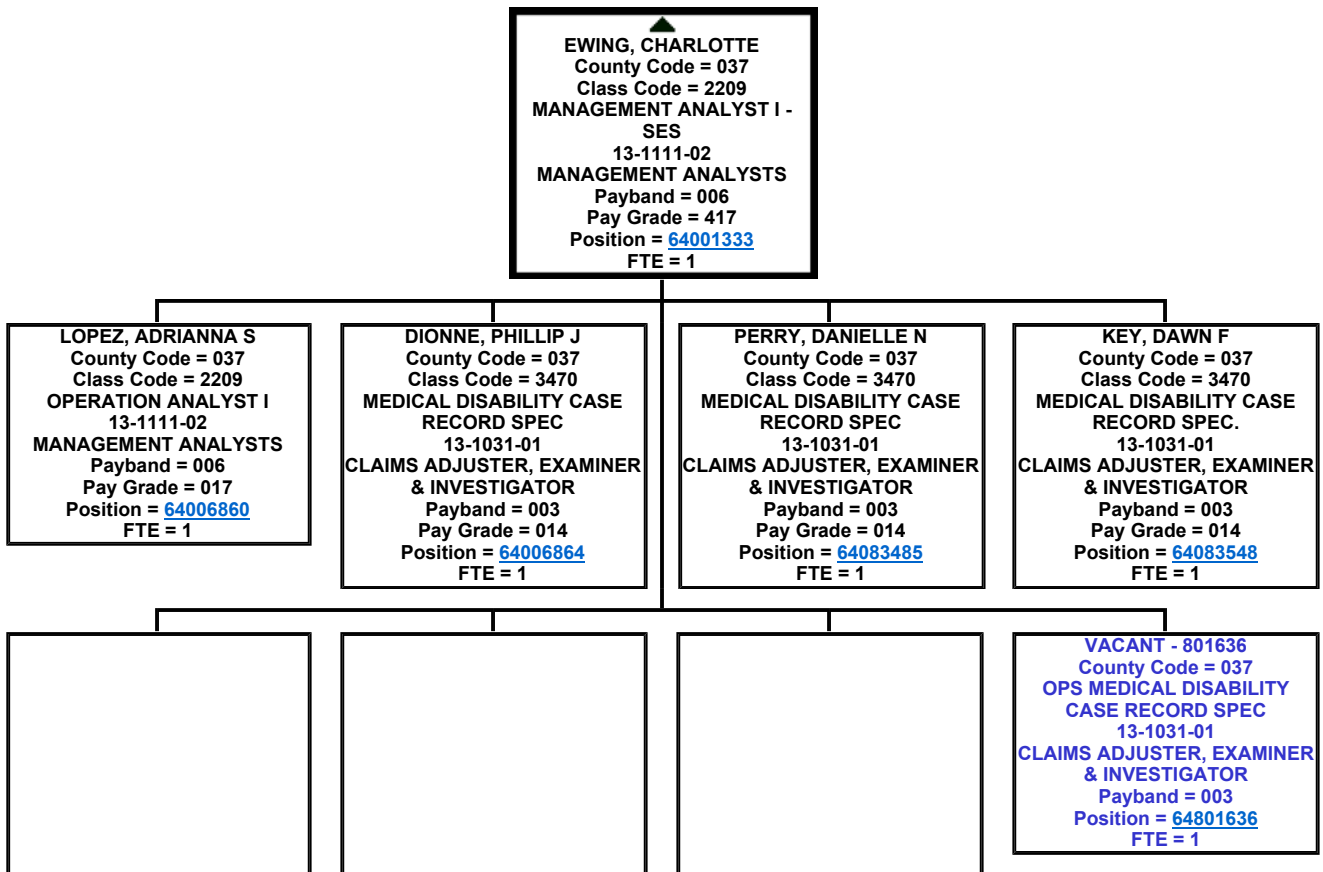 EWING, CHARLOTTE
County Code = 037
Class Code = 2209
MANAGEMENT ANALYST I -
SES
13-1111-02
MANAGEMENT ANALYSTS
Payband = 006
Pay Grade = 417
Position = 64001333
FTE = 1
LOPEZ, ADRIANNA S
County Code = 037
Class Code = 2209
OPERATION ANALYST I
13-1111-02
MANAGEMENT ANALYSTS
Payband = 006
Pay Grade = 017
Position = 64006860
FTE = 1
DIONNE, PHILLIP J
County Code = 037
Class Code = 3470
MEDICAL DISABILITY CASE
RECORD SPEC
13-1031-01
CLAIMS ADJUSTER, EXAMINER
& INVESTIGATOR
Payband = 003
Pay Grade = 014
Position = 64006864
FTE = 1
PERRY, DANIELLE N
County Code = 037
Class Code = 3470
MEDICAL DISABILITY CASE
RECORD SPEC
13-1031-01
CLAIMS ADJUSTER, EXAMINER
& INVESTIGATOR
Payband = 003
Pay Grade = 014
Position = 64083485
FTE = 1
KEY, DAWN F
County Code = 037
Class Code = 3470
MEDICAL DISABILITY CASE
RECORD SPEC.
13-1031-01
CLAIMS ADJUSTER, EXAMINER
& INVESTIGATOR
Payband = 003
Pay Grade = 014
Position = 64083548
FTE = 1
VACANT - 801636
County Code = 037
OPS MEDICAL DISABILITY
CASE RECORD SPEC
13-1031-01
CLAIMS ADJUSTER, EXAMINER
& INVESTIGATOR
Payband = 003
Position = 64801636
FTE = 1